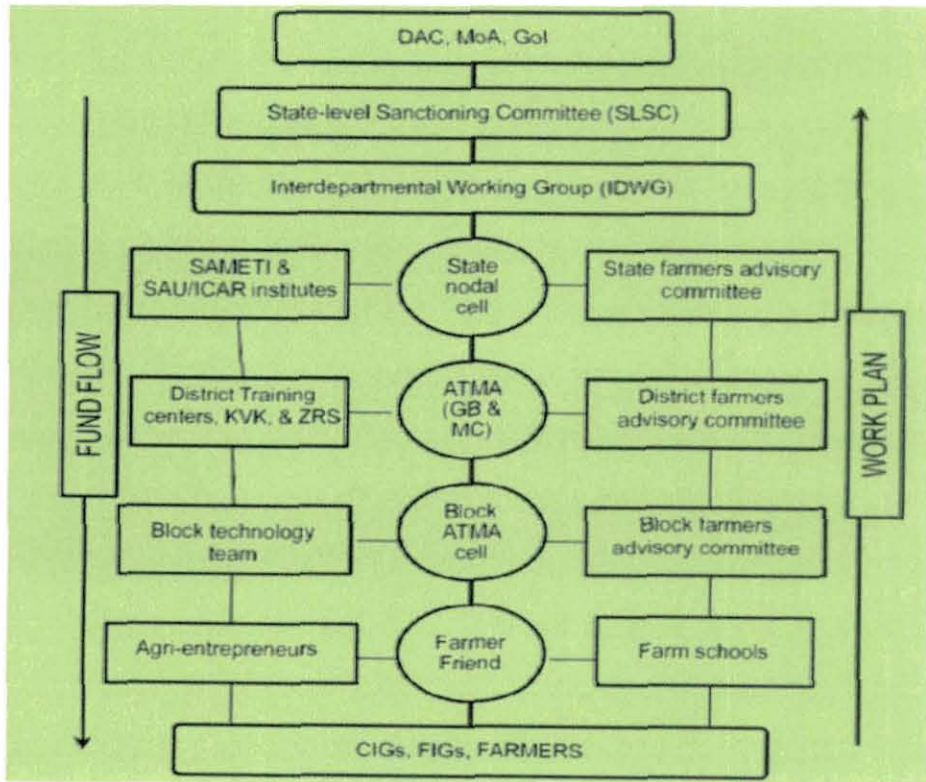 DAC, MoA, GoI
State-level Sanctioning Committee (SLSC)
Interdepartmental Working Group (IDWG)
SAMETI &
SAU/ICAR institutes
State
nodal
cell
State farmers advisory
committee
FUND FLOW
WORK PLAN
District Training
centers, KVK, & ZRS
ATMA
(GB &
MC)
District farmers
advisory committee
Block technology
team
Block
ATMA
cell
Block farmers
advisory committee
Agri-entrepreneurs
Farmer
Friend
Farm schools
CIGs, FIGs, FARMERS